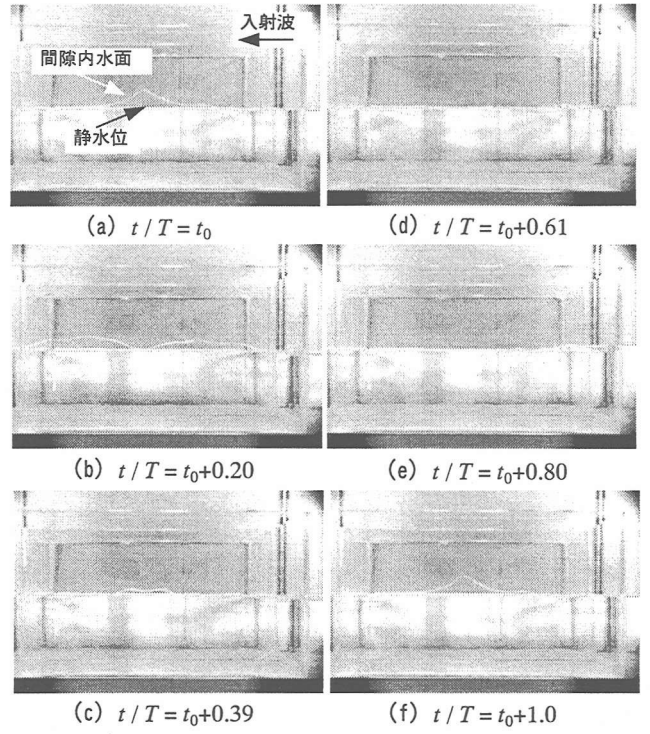 入射波
間隙内水面
静水位
(a) t / T = t₀
(d) t / T = t₀+0.61
(b) t / T = t₀+0.20
(e) t / T = t₀+0.80
(c) t / T = t₀+0.39
(f) t / T = t₀+1.0